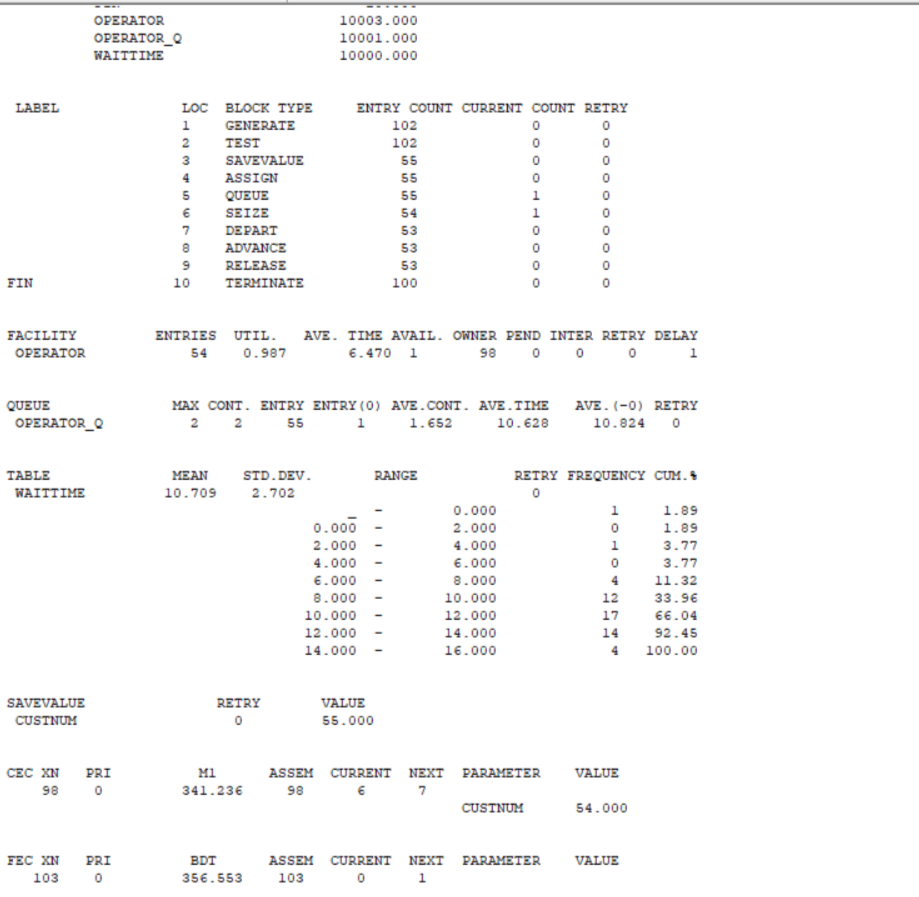 OPERATOR 10003.000
OPERATOR_Q 10001.000
WAITTIME 10000.000
LABEL LOC BLOCK TYPE ENTRY COUNT CURRENT COUNT RETRY
1 GENERATE 102 0 0
2 TEST 102 0 0
3 SAVEVALUE 55 0 0
4 ASSIGN 55 0 0
5 QUEUE 55 1 0
6 SEIZE 54 1 0
7 DEPART 53 0 0
8 ADVANCE 53 0 0
9 RELEASE 53 0 0
FIN 10 TERMINATE 100 0 0
FACILITY ENTRIES UTIL. AVE. TIME AVAIL. OWNER PEND INTER RETRY DELAY
OPERATOR 54 0.987 6.470 1 98 0 0 0 1
QUEUE MAX CONT. ENTRY ENTRY(0) AVE.CONT. AVE.TIME AVE.(-0) RETRY
OPERATOR_Q 2 2 55 1 1.652 10.628 10.824 0
TABLE MEAN STD.DEV. RANGE RETRY FREQUENCY CUM.%
WAITTIME 10.709 2.702 0
_ - 0.000 1 1.89
0.000 - 2.000 0 1.89
2.000 - 4.000 1 3.77
4.000 - 6.000 0 3.77
6.000 - 8.000 4 11.32
8.000 - 10.000 12 33.96
10.000 - 12.000 17 66.04
12.000 - 14.000 14 92.45
14.000 - 16.000 4 100.00
SAVEVALUE RETRY VALUE
CUSTNUM 0 55.000
CEC XN PRI M1 ASSEM CURRENT NEXT PARAMETER VALUE
98 0 341.236 98 6 7
CUSTNUM 54.000
FEC XN PRI BDT ASSEM CURRENT NEXT PARAMETER VALUE
103 0 356.553 103 0 1